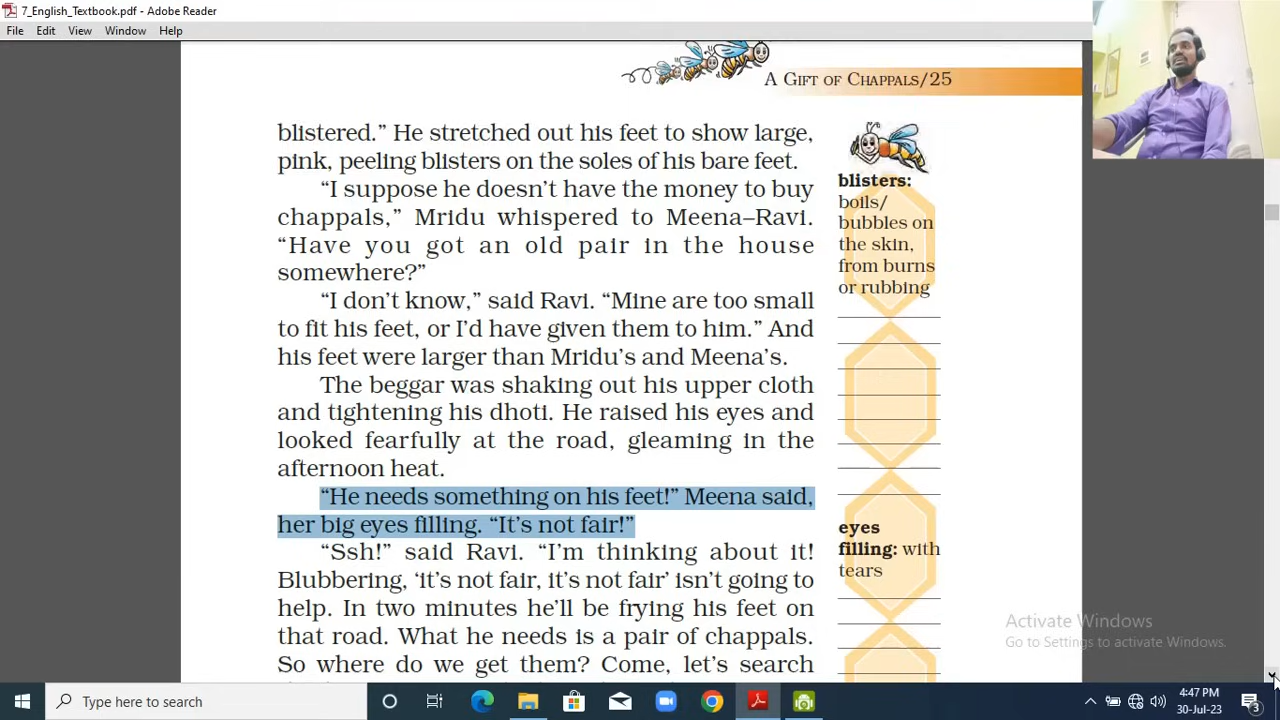 7_English_Textbook.pdf - Adobe Reader
File Edit View Window Help
A GIFT OF CHAPPALS/25
blistered.” He stretched out his feet to show large,
pink, peeling blisters on the soles of his bare feet.
“I suppose he doesn’t have the money to buy
chappals,” Mridu whispered to Meena–Ravi.
“Have you got an old pair in the house
somewhere?”
“I don’t know,” said Ravi. “Mine are too small
to fit his feet, or I’d have given them to him.” And
his feet were larger than Mridu’s and Meena’s.
The beggar was shaking out his upper cloth
and tightening his dhoti. He raised his eyes and
looked fearfully at the road, gleaming in the
afternoon heat.
“He needs something on his feet!” Meena said,
her big eyes filling. “It’s not fair!”
“Ssh!” said Ravi. “I’m thinking about it!
Blubbering, ‘it’s not fair, it’s not fair’ isn’t going to
help. In two minutes he’ll be frying his feet on
that road. What he needs is a pair of chappals.
So where do we get them? Come, let’s search
blisters:
boils/
bubbles on
the skin,
from burns
or rubbing
eyes
filling: with
tears
Activate Windows
Go to Settings to activate Windows.
Type here to search
4:47 PM
30-Jul-23
3